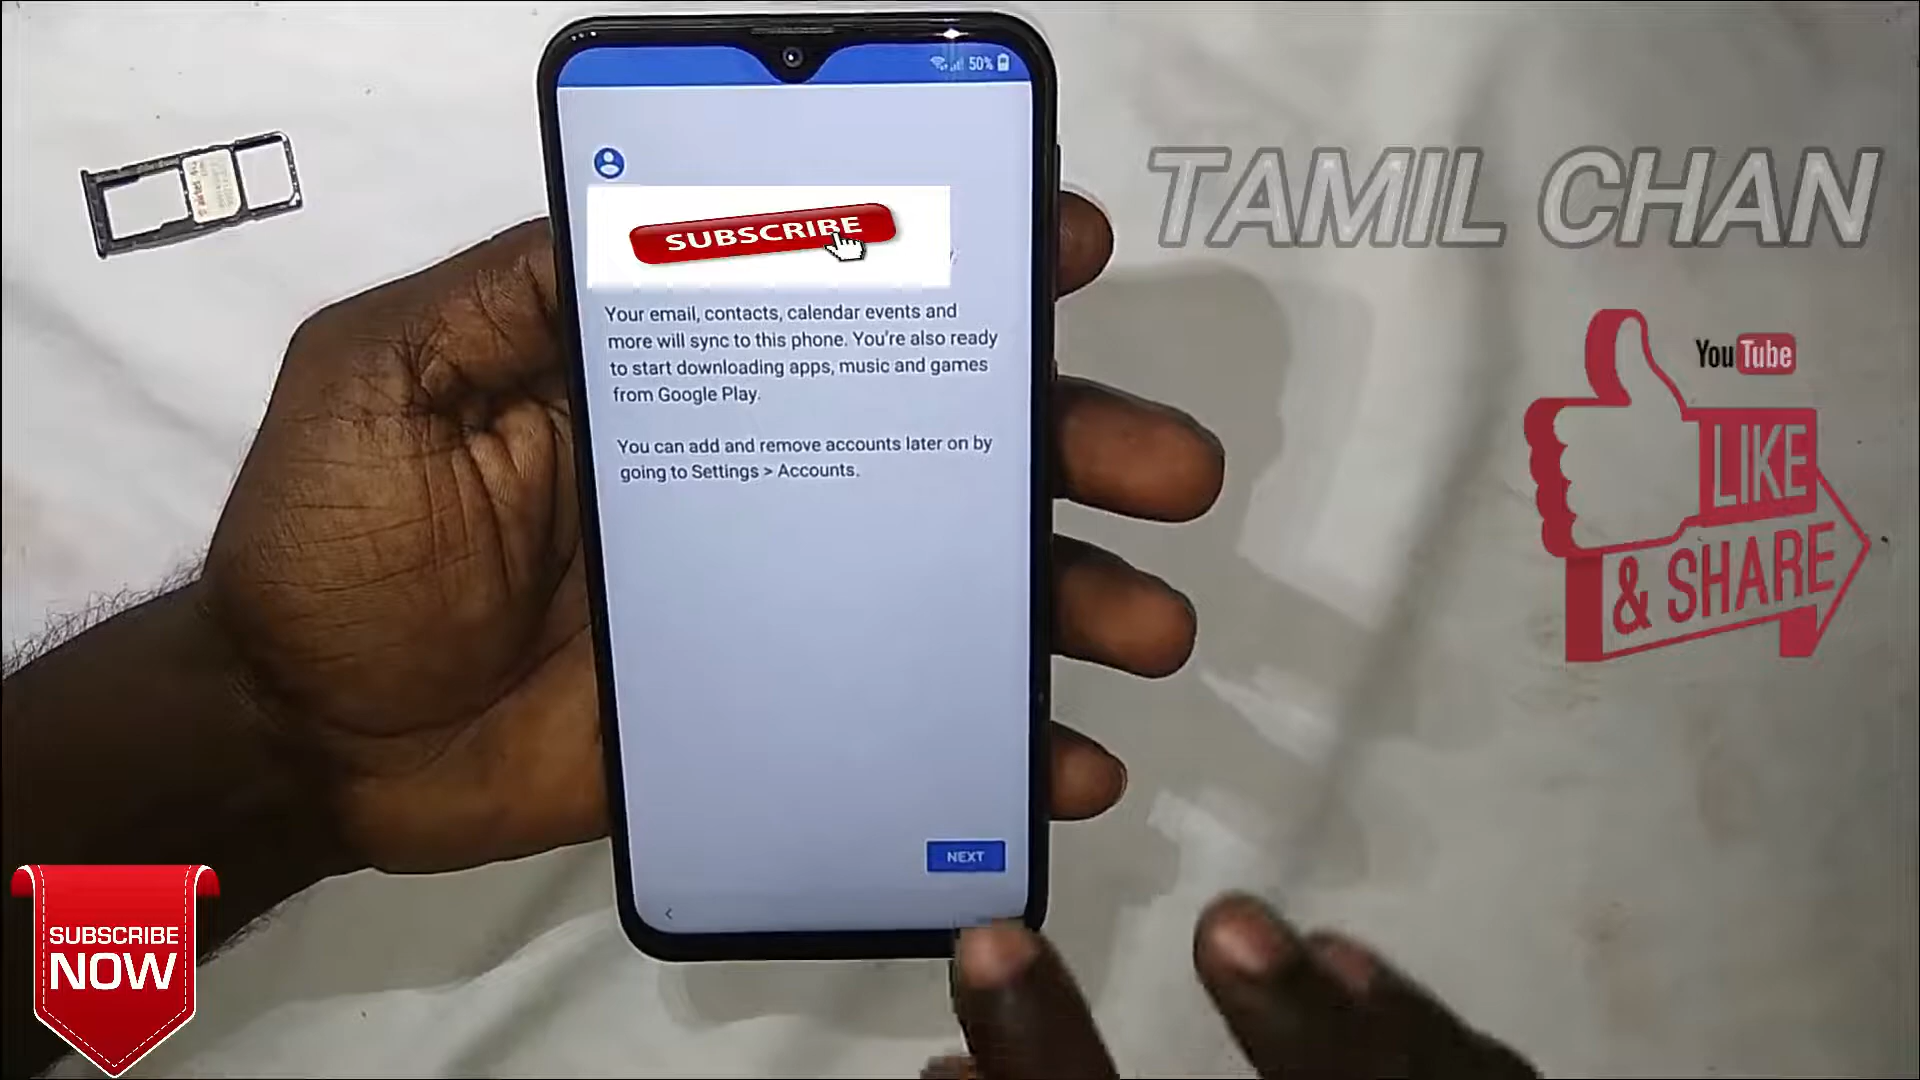 50%
TAMIL CHAN
SUBSCRIBE
Your email, contacts, calendar events and
more will sync to this phone. You're also ready
to start downloading apps, music and games
from Google Play.
You can add and remove accounts later on by
going to Settings > Accounts.
YouTube
LIKE
& SHARE
NEXT
SUBSCRIBE
NOW
airtel 4G